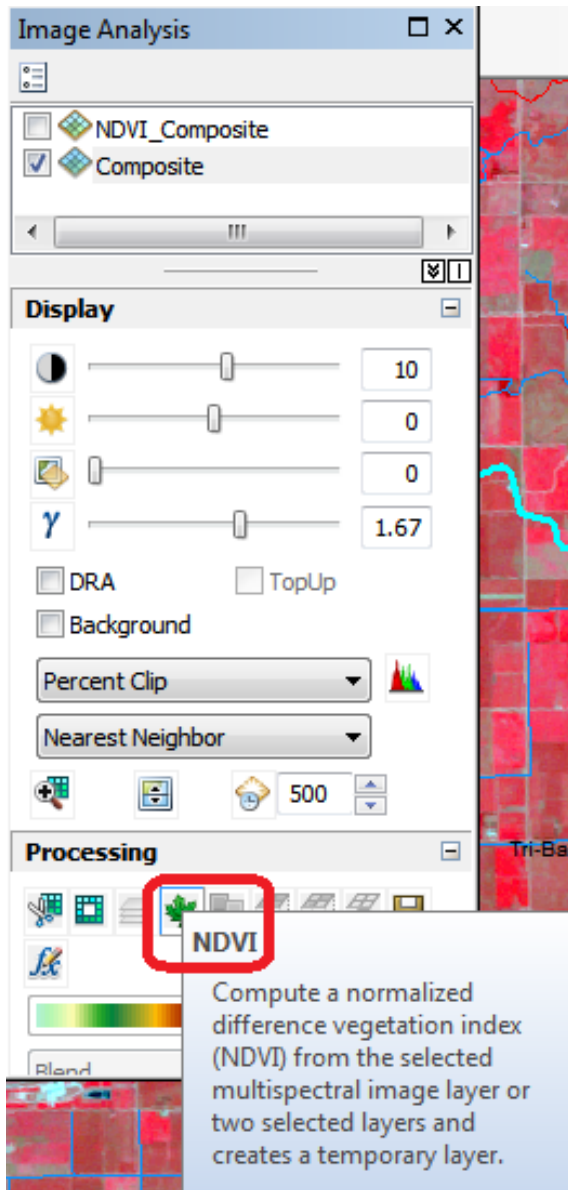 Image Analysis
NDVI_Composite
Composite
Display
10
0
0
γ
1.67
DRA
TopUp
Background
Percent Clip
Nearest Neighbor
500
Processing
Tri-Ba
NDVI
fx
Compute a normalized
difference vegetation index
(NDVI) from the selected
multispectral image layer or
two selected layers and
creates a temporary layer.
Blend